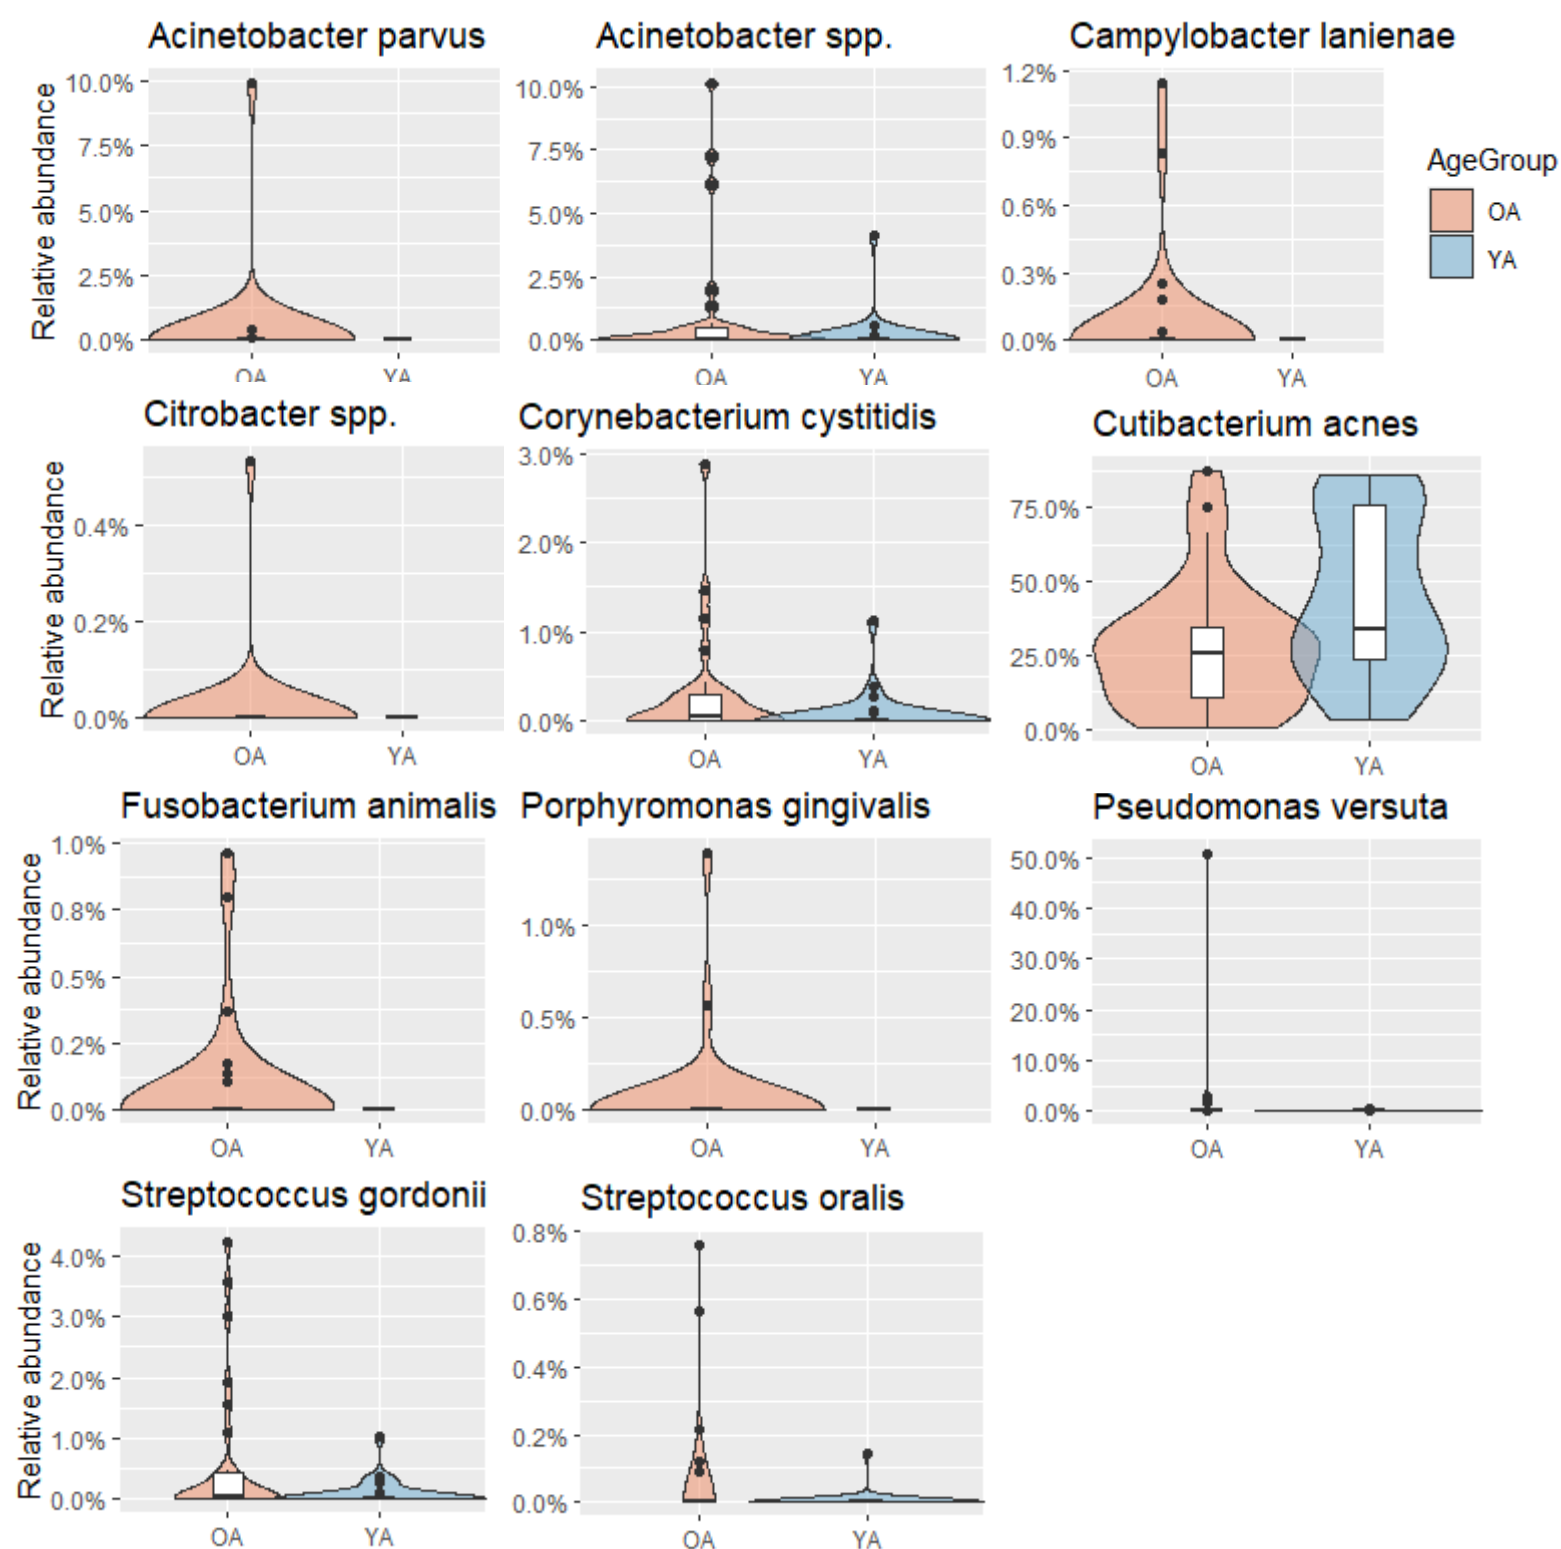 Acinetobacter parvus
Acinetobacter spp.
Campylobacter lanienae
Relative abundance
10.0%
7.5%
5.0%
2.5%
0.0%
OA
YA
10.0%
7.5%
5.0%
2.5%
0.0%
OA
YA
1.2%
0.9%
0.6%
0.3%
0.0%
OA
YA
AgeGroup
OA
YA
Citrobacter spp.
Corynebacterium cystitidis
Cutibacterium acnes
Relative abundance
0.4%
0.2%
0.0%
OA
YA
3.0%
2.0%
1.0%
0.0%
OA
YA
75.0%
50.0%
25.0%
0.0%
OA
YA
Fusobacterium animalis
Porphyromonas gingivalis
Pseudomonas versuta
Relative abundance
1.0%
0.8%
0.5%
0.2%
0.0%
OA
YA
1.0%
0.5%
0.0%
OA
YA
50.0%
40.0%
30.0%
20.0%
10.0%
0.0%
OA
YA
Streptococcus gordonii
Streptococcus oralis
Relative abundance
4.0%
3.0%
2.0%
1.0%
0.0%
OA
YA
0.8%
0.6%
0.4%
0.2%
0.0%
OA
YA